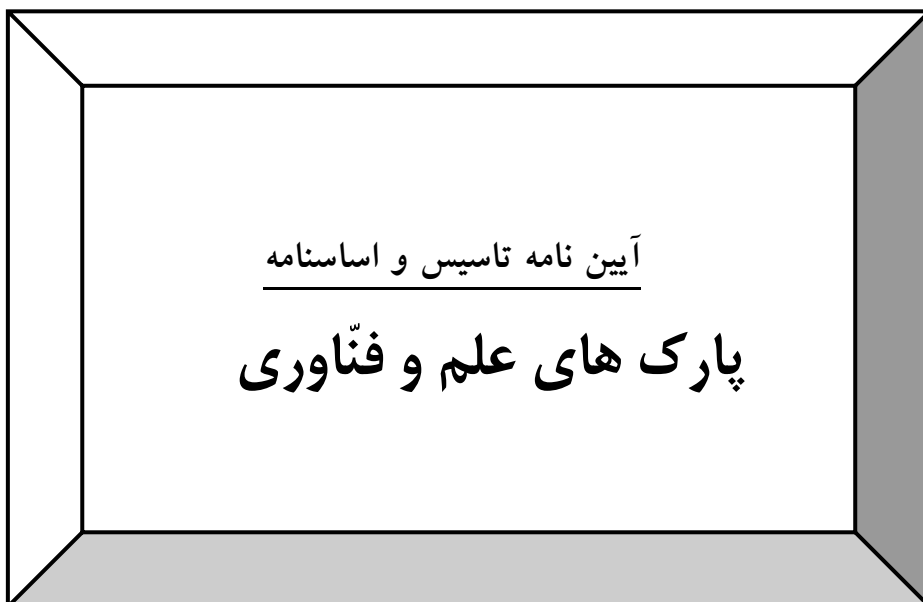 آیین نامه تاسیس و اساسنامه
پارک های علم و فنّاوری